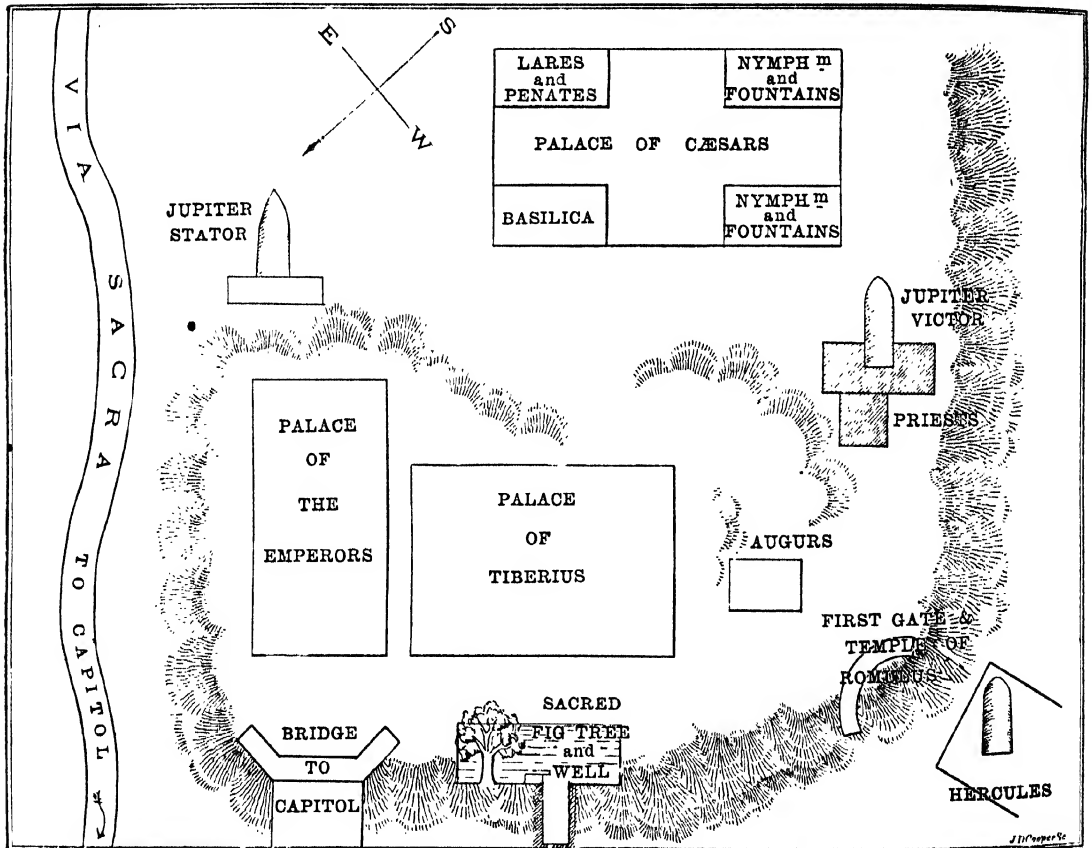 VIA SACRA TO CAPITOL
E
S
W
LARES
and
PENATES
NYMPHm
and
FOUNTAINS
PALACE OF CÆSARS
BASILICA
NYMPHm
and
FOUNTAINS
JUPITER
STATOR
JUPITER
VICTOR
PRIESTS
PALACE
OF
THE
EMPERORS
PALACE
OF
TIBERIUS
AUGURS
FIRST GATE &
TEMPLE OF
ROMULUS
BRIDGE
TO
CAPITOL
SACRED
FIG TREE
and
WELL
HERCULES
J D Cooper Sc